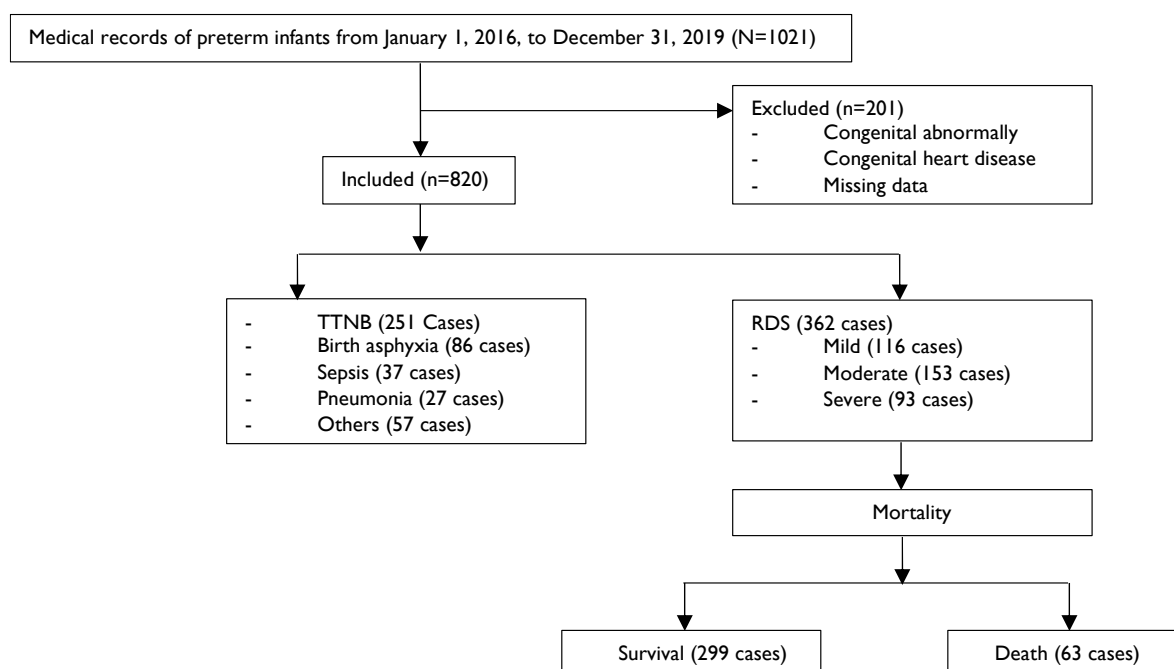 Medical records of preterm infants from January 1, 2016, to December 31, 2019 (N=1021)
Excluded (n=201)
- Congenital abnormally
- Congenital heart disease
- Missing data
Included (n=820)
- TTNB (251 Cases)
- Birth asphyxia (86 cases)
- Sepsis (37 cases)
- Pneumonia (27 cases)
- Others (57 cases)
RDS (362 cases)
- Mild (116 cases)
- Moderate (153 cases)
- Severe (93 cases)
Mortality
Survival (299 cases)
Death (63 cases)